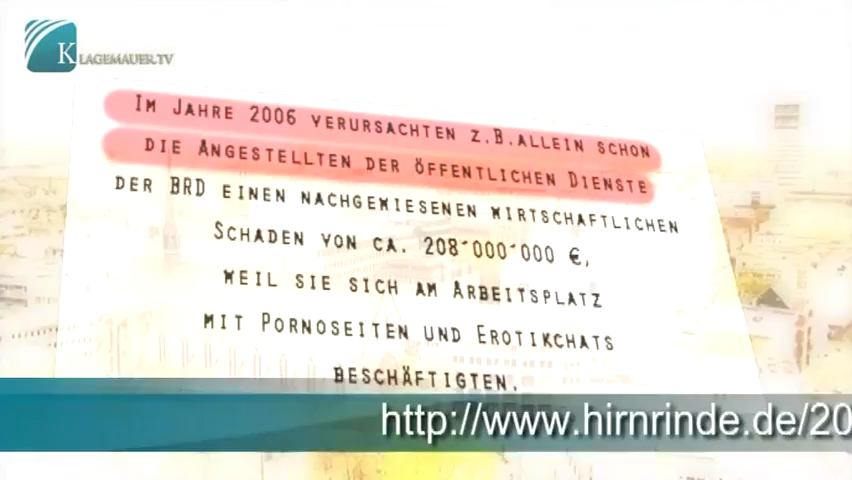 KLAGEMAUER.TV
IM JAHRE 2006 VERURSACHTEN Z.B.ALLEIN SCHON
DIE ANGESTELLTEN DER ÖFFENTLICHEN DIENSTE
DER BRD EINEN NACHGEWIESENEN WIRTSCHAFTLICHEN
SCHADEN VON CA. 208'000'000 €,
WEIL SIE SICH AM ARBEITSPLATZ
MIT PORNOSEITEN UND EROTIKCHATS
BESCHÄFTIGTEN.
http://www.hirnrinde.de/20